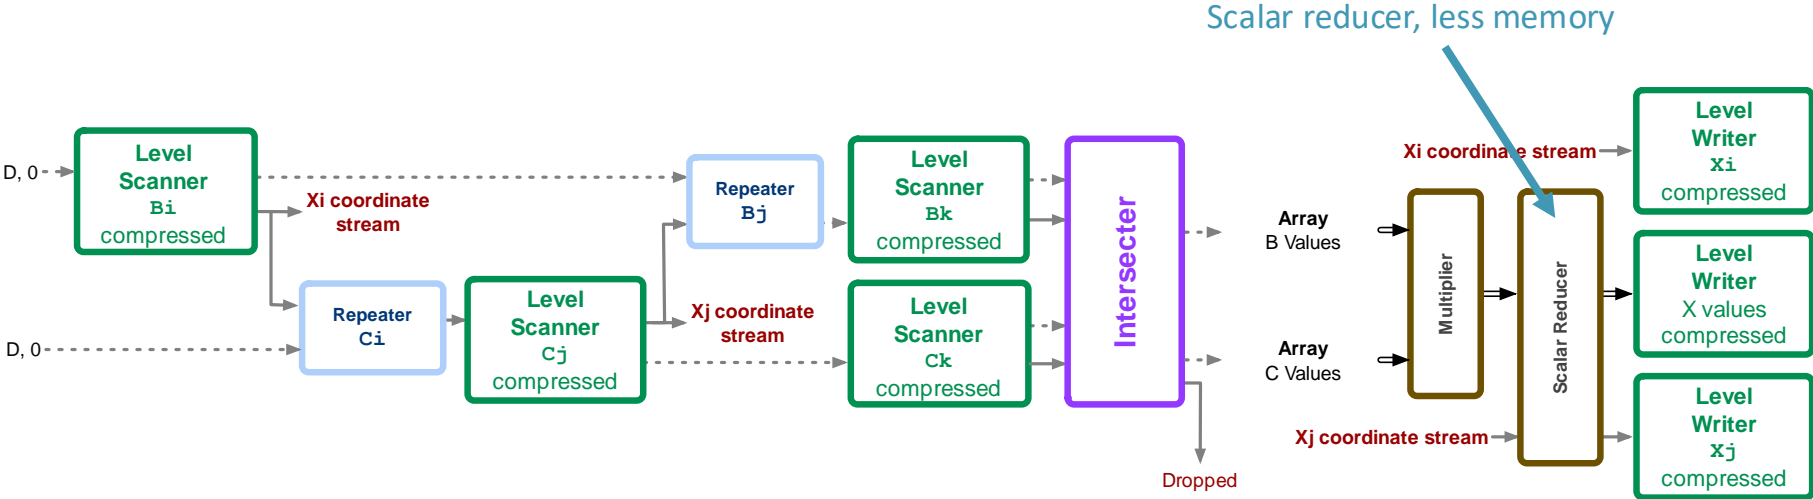 Scalar reducer, less memory
D, 0
Level
Scanner
Bi
compressed
Xi coordinate
stream
D, 0
Repeater
Ci
Level
Scanner
Cj
compressed
Repeater
Bj
Xj coordinate
stream
Level
Scanner
Bk
compressed
Level
Scanner
Ck
compressed
Intersecter
Dropped
Array
B Values
Array
C Values
Multiplier
Xi coordinate stream
Xj coordinate stream
Scalar Reducer
Level
Writer
Xi
compressed
Level
Writer
X values
compressed
Level
Writer
Xj
compressed